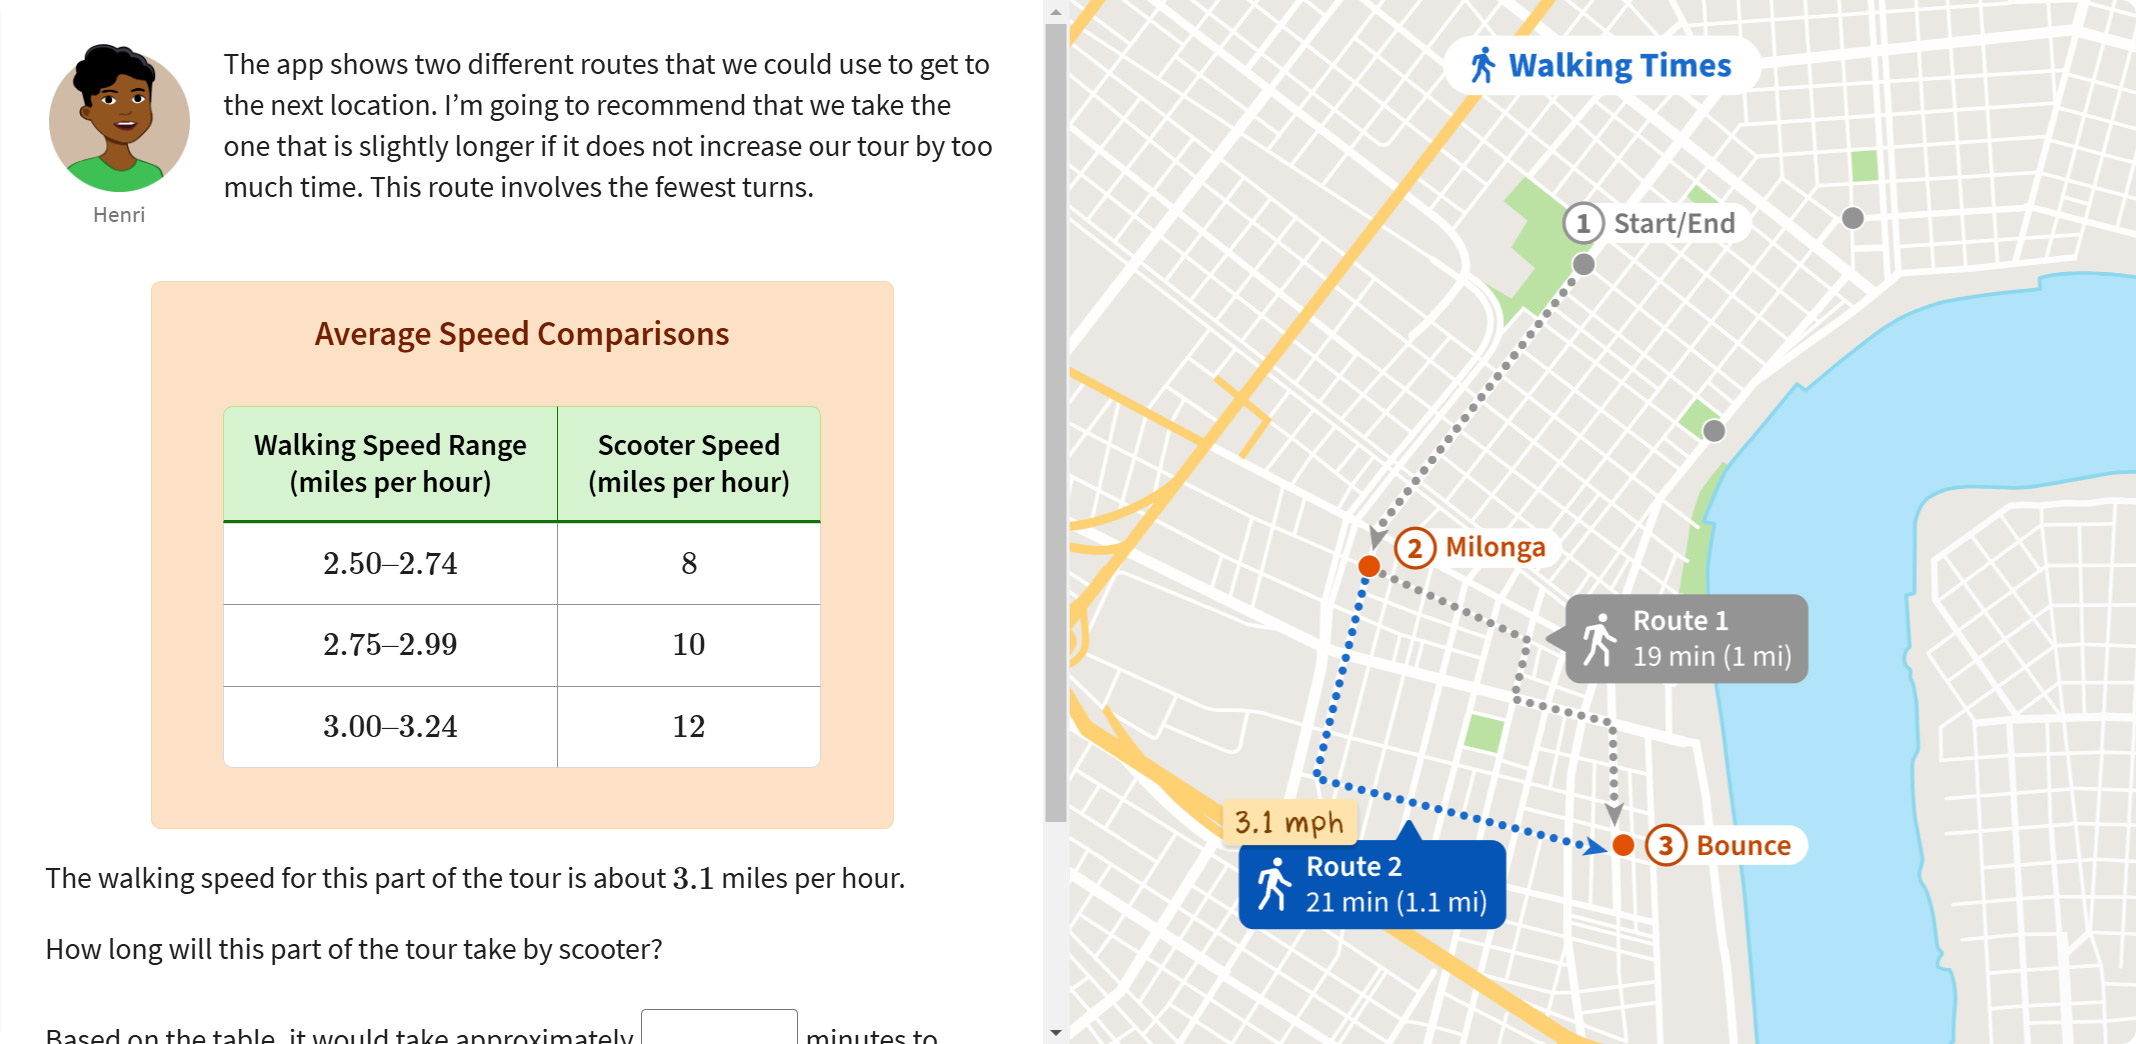 The app shows two different routes that we could use to get to
the next location. I’m going to recommend that we take the
one that is slightly longer if it does not increase our tour by too
much time. This route involves the fewest turns.
Henri
Average Speed Comparisons
Walking Speed Range
(miles per hour)
Scooter Speed
(miles per hour)
2.50–2.74 8
2.75–2.99 10
3.00–3.24 12
The walking speed for this part of the tour is about 3.1 miles per hour.
How long will this part of the tour take by scooter?
Based on the table, it would take approximately minutes to
Walking Times
1 Start/End
2 Milonga
Route 1
19 min (1 mi)
3.1 mph
Route 2
21 min (1.1 mi)
3 Bounce